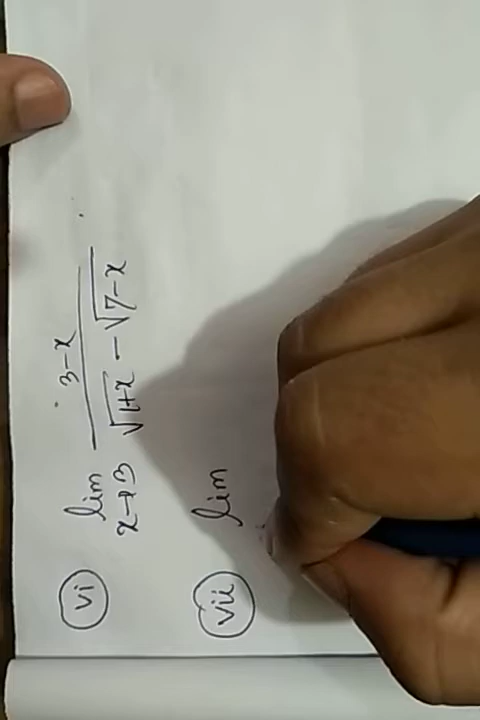 (vi) lim x→3 3-x / √1+x - √7-x
(vii) lim